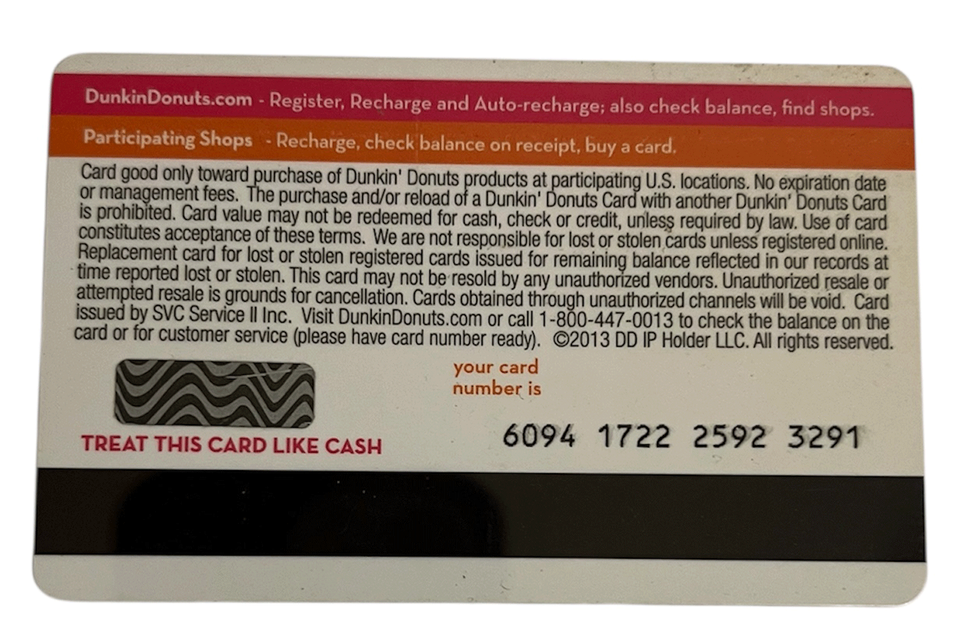 DunkinDonuts.com - Register, Recharge and Auto-recharge; also check balance, find shops.
Participating Shops - Recharge, check balance on receipt, buy a card.
Card good only toward purchase of Dunkin' Donuts products at participating U.S. locations. No expiration date
or management fees. The purchase and/or reload of a Dunkin' Donuts Card with another Dunkin' Donuts Card
is prohibited. Card value may not be redeemed for cash, check or credit, unless required by law. Use of card
constitutes acceptance of these terms. We are not responsible for lost or stolen cards unless registered online.
Replacement card for lost or stolen registered cards issued for remaining balance reflected in our records at
time reported lost or stolen. This card may not be resold by any unauthorized vendors. Unauthorized resale or
attempted resale is grounds for cancellation. Cards obtained through unauthorized channels will be void. Card
issued by SVC Service II Inc. Visit DunkinDonuts.com or call 1-800-447-0013 to check the balance on the
card or for customer service (please have card number ready). ©2013 DD IP Holder LLC. All rights reserved.
your card
number is
6094 1722 2592 3291
TREAT THIS CARD LIKE CASH